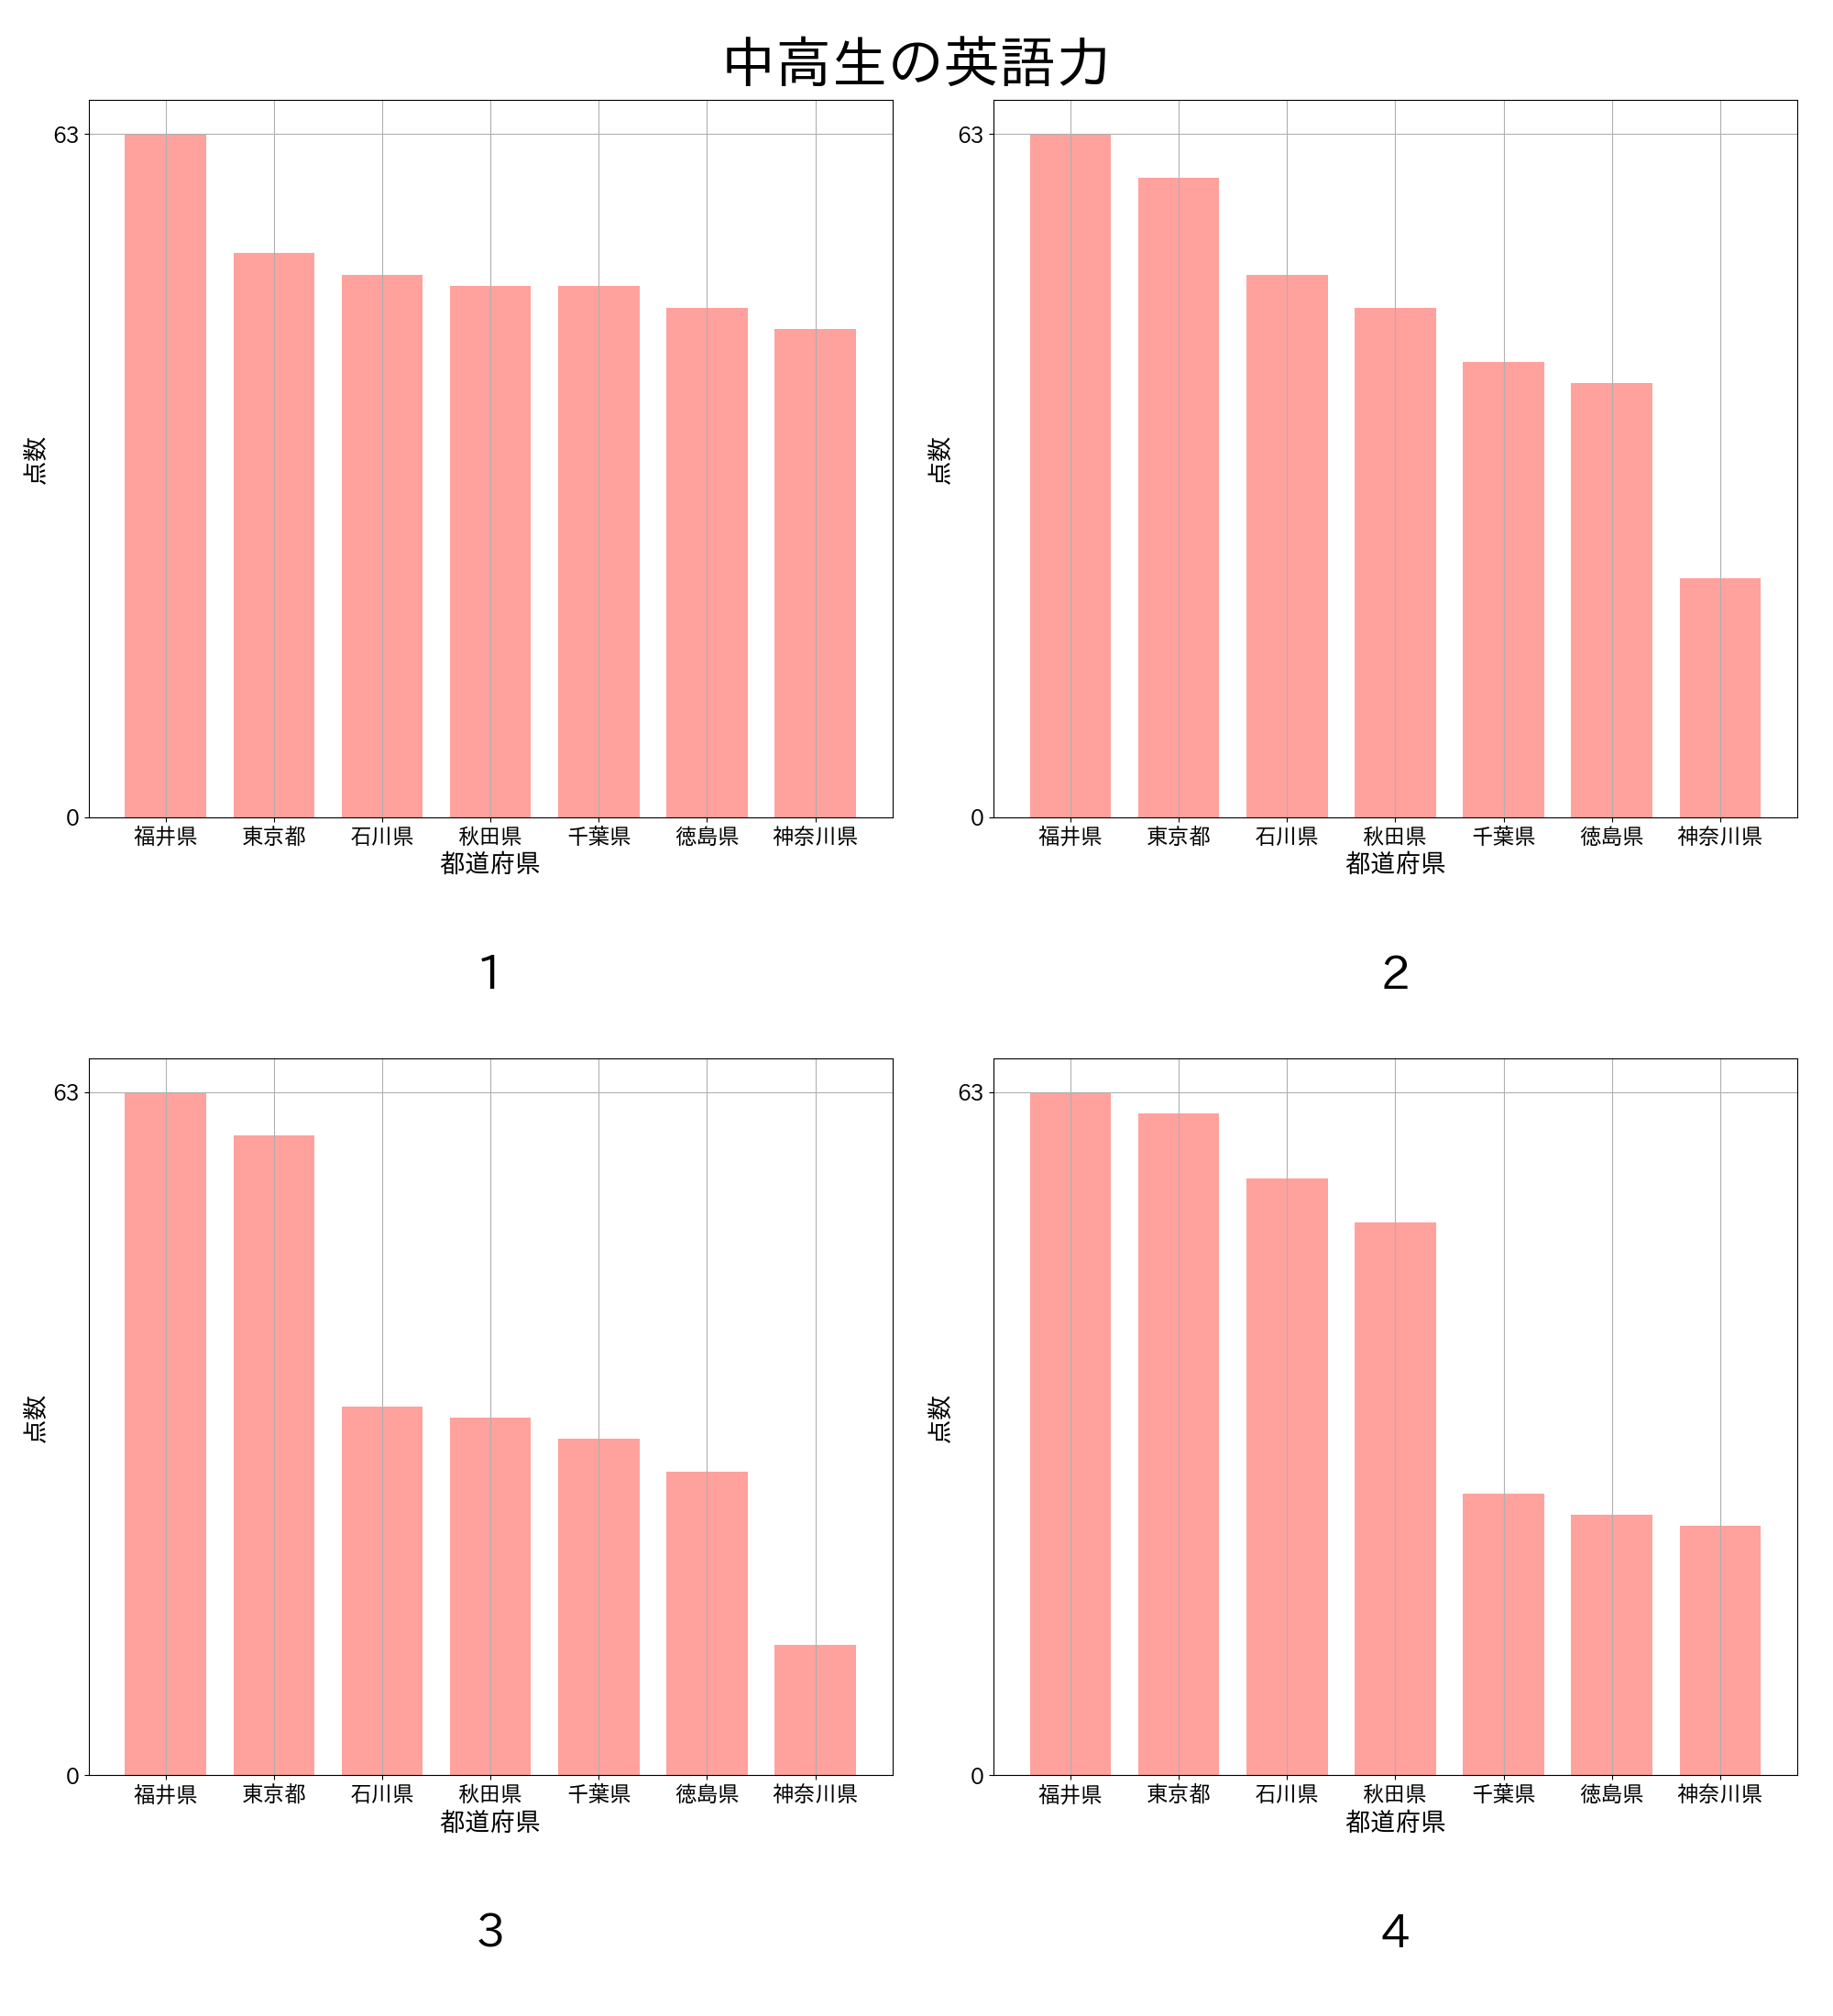 中高生の英語力
63
0
点数
福井県 東京都 石川県 秋田県 千葉県 徳島県 神奈川県
都道府県
1
63
0
点数
福井県 東京都 石川県 秋田県 千葉県 徳島県 神奈川県
都道府県
2
63
0
点数
福井県 東京都 石川県 秋田県 千葉県 徳島県 神奈川県
都道府県
3
63
0
点数
福井県 東京都 石川県 秋田県 千葉県 徳島県 神奈川県
都道府県
4